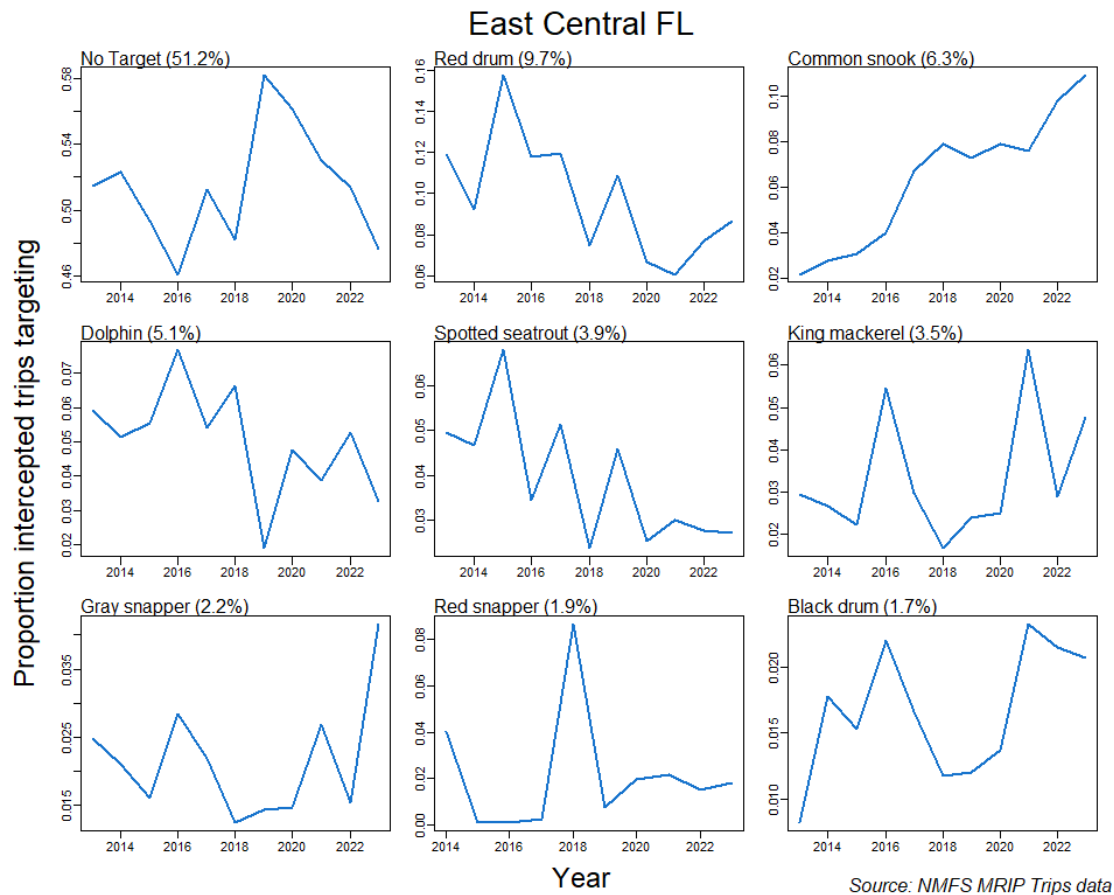 East Central FL
Proportion intercepted trips targeting
No Target (51.2%)
0.58
0.54
0.50
0.46
2014 2016 2018 2020 2022
Red drum (9.7%)
0.16
0.14
0.12
0.10
0.08
0.06
2014 2016 2018 2020 2022
Common snook (6.3%)
0.10
0.08
0.06
0.04
0.02
2014 2016 2018 2020 2022
Dolphin (5.1%)
0.07
0.06
0.05
0.04
0.03
0.02
2014 2016 2018 2020 2022
Spotted seatrout (3.9%)
0.06
0.05
0.04
0.03
2014 2016 2018 2020 2022
King mackerel (3.5%)
0.06
0.05
0.04
0.03
0.02
2014 2016 2018 2020 2022
Gray snapper (2.2%)
0.035
0.025
0.015
2014 2016 2018 2020 2022
Red snapper (1.9%)
0.08
0.06
0.04
0.02
0.00
2014 2016 2018 2020 2022
Black drum (1.7%)
0.020
0.015
0.010
2014 2016 2018 2020 2022
Year
Source: NMFS MRIP Trips data